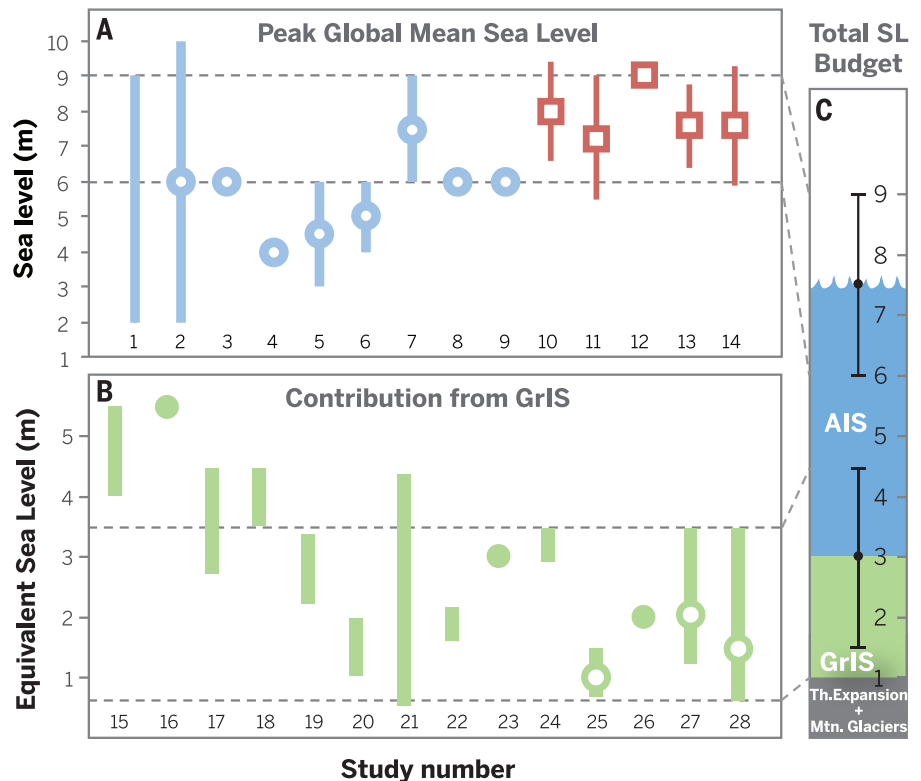 A
Peak Global Mean Sea Level
Sea level (m)
10
9
8
7
6
5
4
3
2
1
1 2 3 4 5 6 7 8 9 10 11 12 13 14
B
Contribution from GrIS
Equivalent Sea Level (m)
5
4
3
2
1
15 16 17 18 19 20 21 22 23 24 25 26 27 28
Study number
Total SL
Budget
C
9
8
7
6
AIS
5
4
3
2
GrIS
1
Th.Expansion
+
Mtn. Glaciers